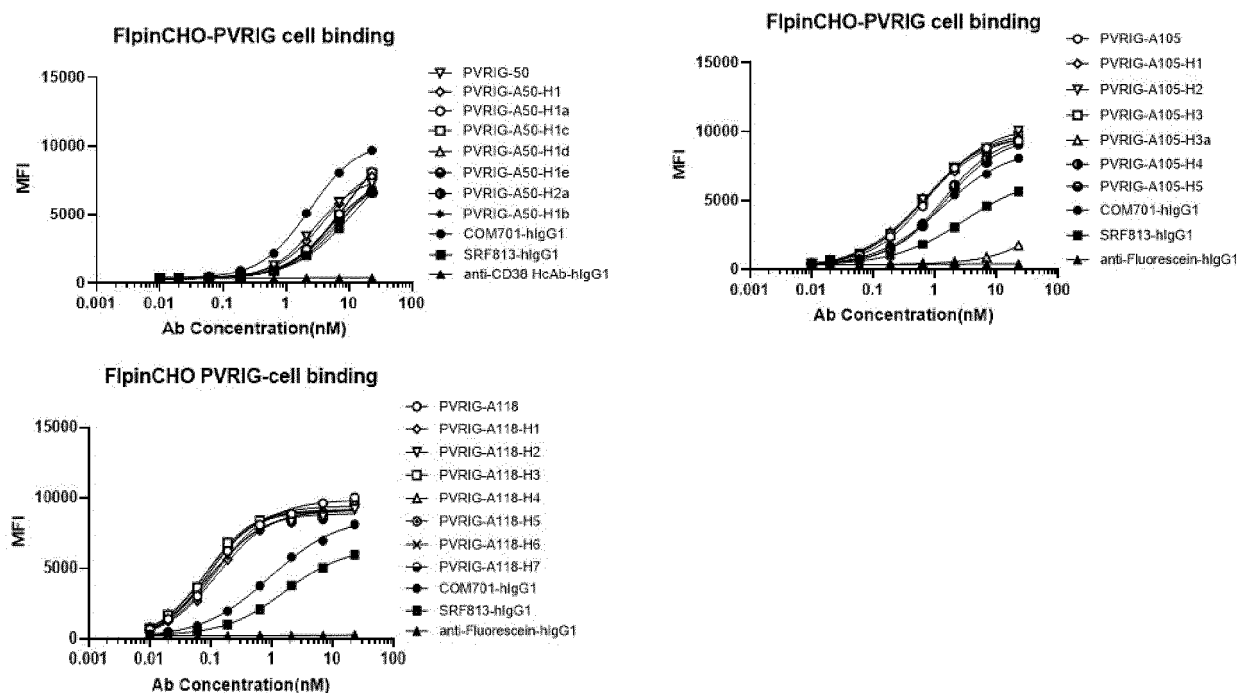 FlpinCHO-PVRIG cell binding
15000
10000
5000
0
MFI
0.001
0.01
0.1
1
10
100
Ab Concentration(nM)
PVRIG-50
PVRIG-A50-H1
PVRIG-A50-H1a
PVRIG-A50-H1c
PVRIG-A50-H1d
PVRIG-A50-H1e
PVRIG-A50-H2a
PVRIG-A50-H1b
COM701-hIgG1
SRF813-hIgG1
anti-CD38 HcAb-hIgG1
FlpinCHO-PVRIG cell binding
15000
10000
5000
0
MFI
0.001
0.01
0.1
1
10
100
Ab Concentration(nM)
PVRIG-A105
PVRIG-A105-H1
PVRIG-A105-H2
PVRIG-A105-H3
PVRIG-A105-H3a
PVRIG-A105-H4
PVRIG-A105-H5
COM701-hIgG1
SRF813-hIgG1
anti-Fluorescein-hIgG1
FlpinCHO PVRIG-cell binding
15000
10000
5000
0
MFI
0.001
0.01
0.1
1
10
100
Ab Concentration(nM)
PVRIG-A118
PVRIG-A118-H1
PVRIG-A118-H2
PVRIG-A118-H3
PVRIG-A118-H4
PVRIG-A118-H5
PVRIG-A118-H6
PVRIG-A118-H7
COM701-hIgG1
SRF813-hIgG1
anti-Fluorescein-hIgG1